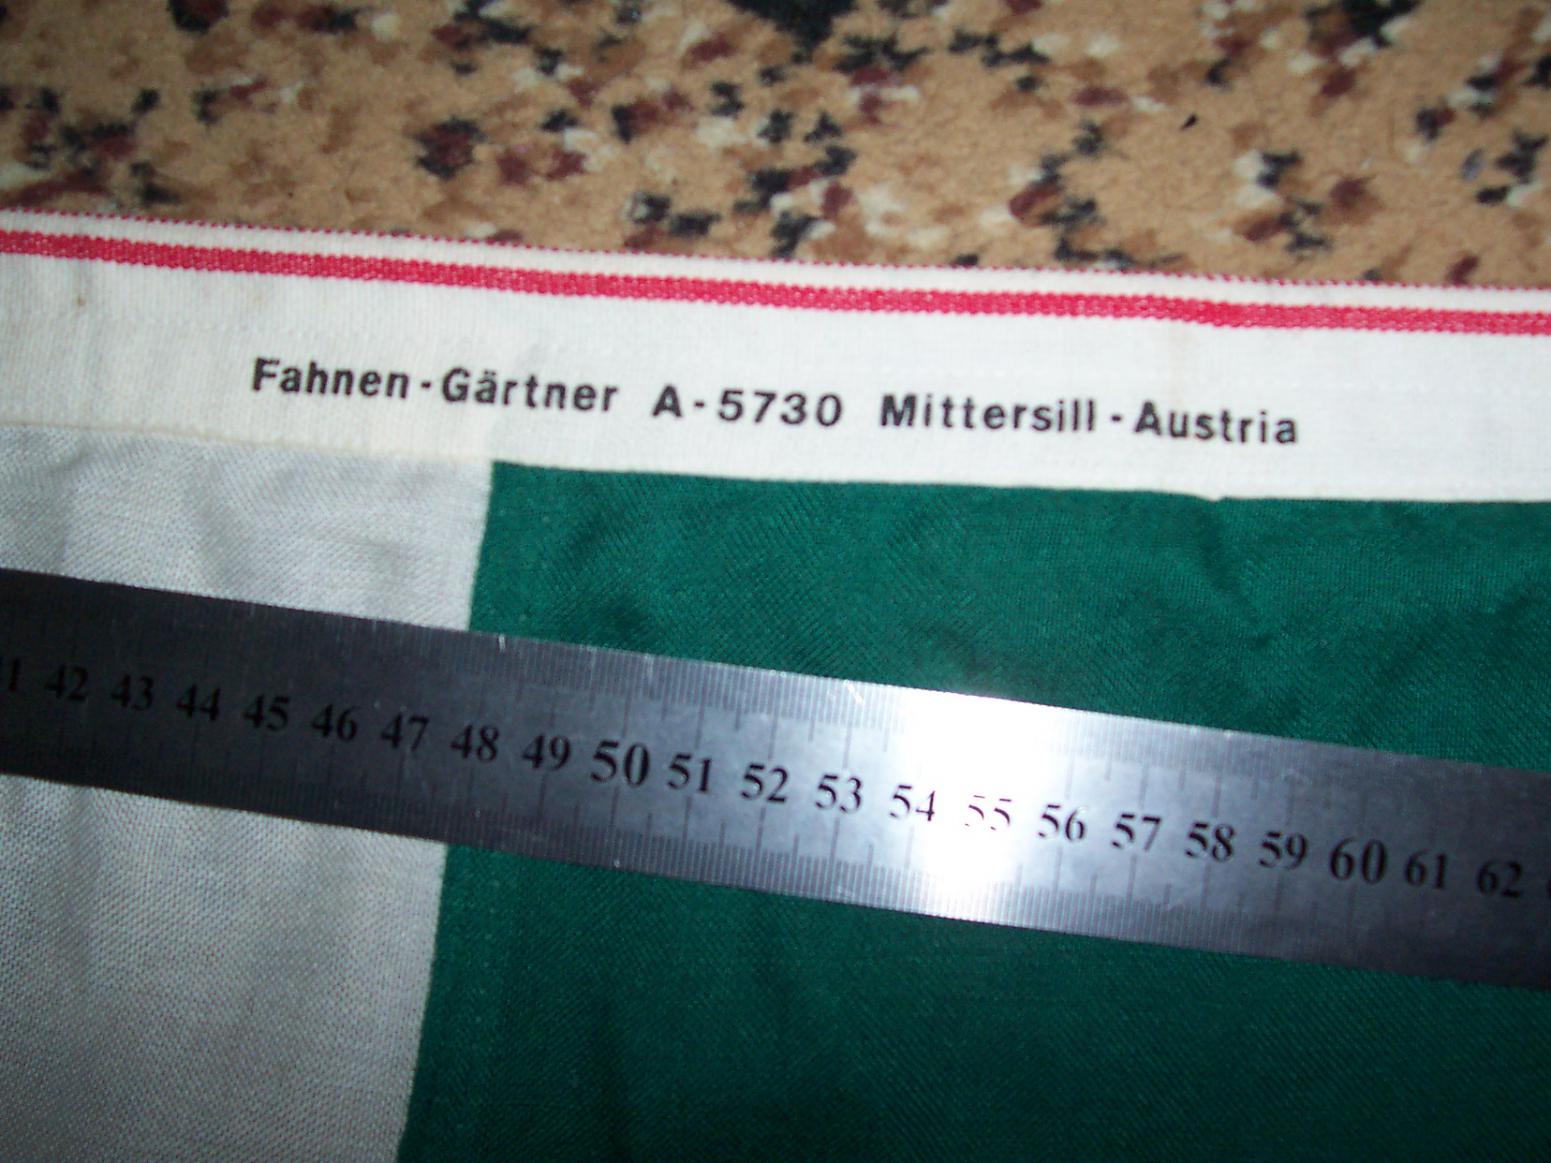 Fahnen-Gärtner A-5730 Mittersill-Austria
42 43 44 45 46 47 48 49 50 51 52 53 54 55 56 57 58 59 60 61 62